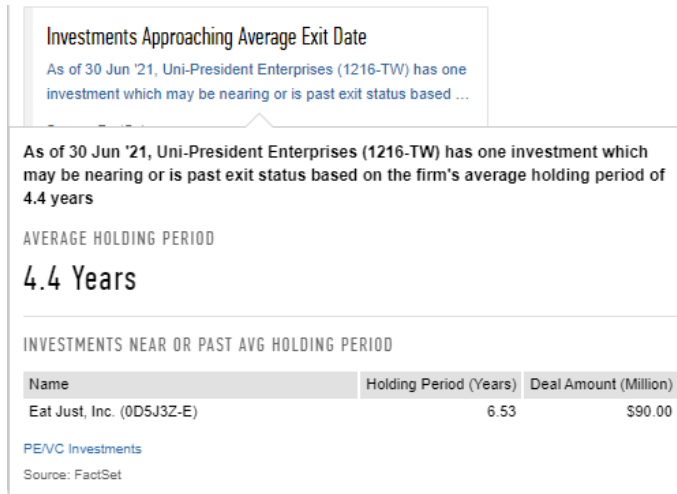 Investments Approaching Average Exit Date
As of 30 Jun '21, Uni-President Enterprises (1216-TW) has one
investment which may be nearing or is past exit status based ...
As of 30 Jun '21, Uni-President Enterprises (1216-TW) has one investment which
may be nearing or is past exit status based on the firm's average holding period of
4.4 years
AVERAGE HOLDING PERIOD
4.4 Years
INVESTMENTS NEAR OR PAST AVG HOLDING PERIOD
Name Holding Period (Years) Deal Amount (Million)
Eat Just, Inc. (0D5J3Z-E) 6.53 $90.00
PE/VC Investments
Source: FactSet